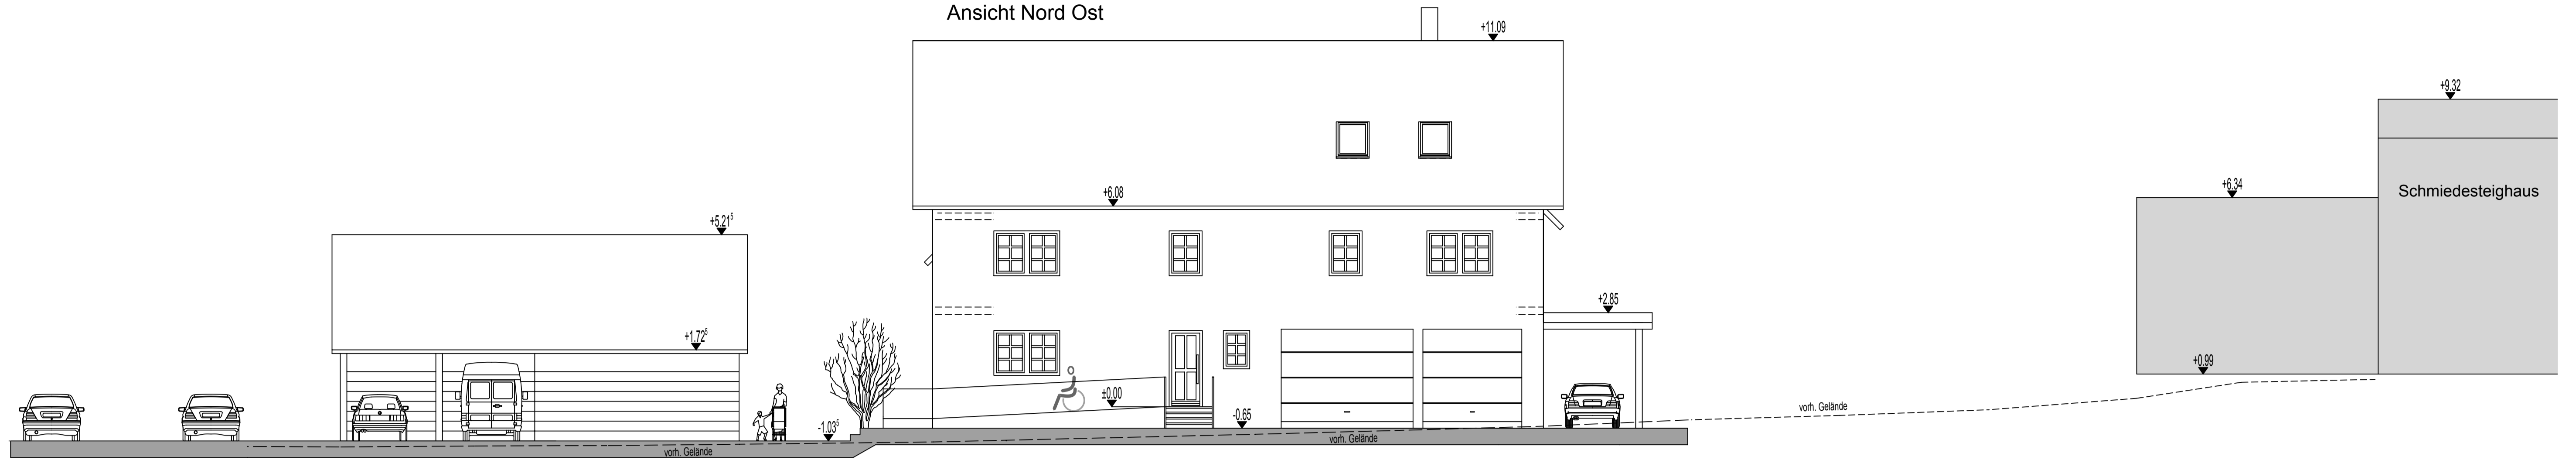 Ansicht Nord Ost
+11.09
+9.32
+6.08
+6.34
Schmiedesteighaus
+5.21⁵
+2.85
+1.72⁵
+0.99
±0.00
-0.65
-1.03⁵
vorh. Gelände
vorh. Gelände
vorh. Gelände